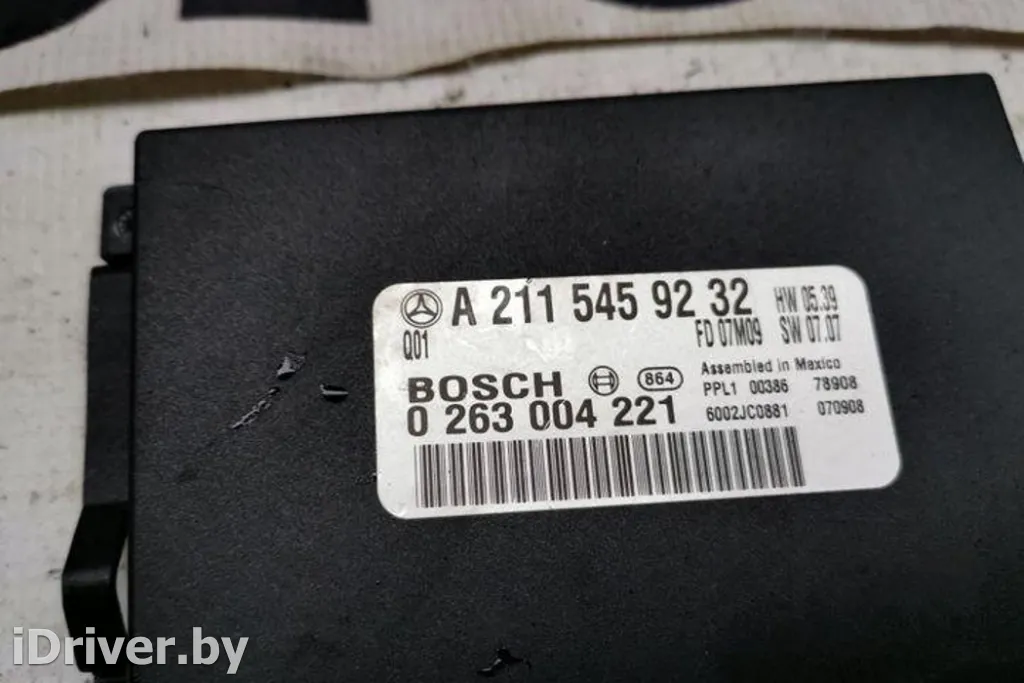 A 211 545 92 32 HW 05.39
Q01 FD 07M09 SW 07.07
BOSCH 864 Assembled in Mexico
PPL1 00386 78908
0 263 004 221 6002JC0881 070908
iDriver.by